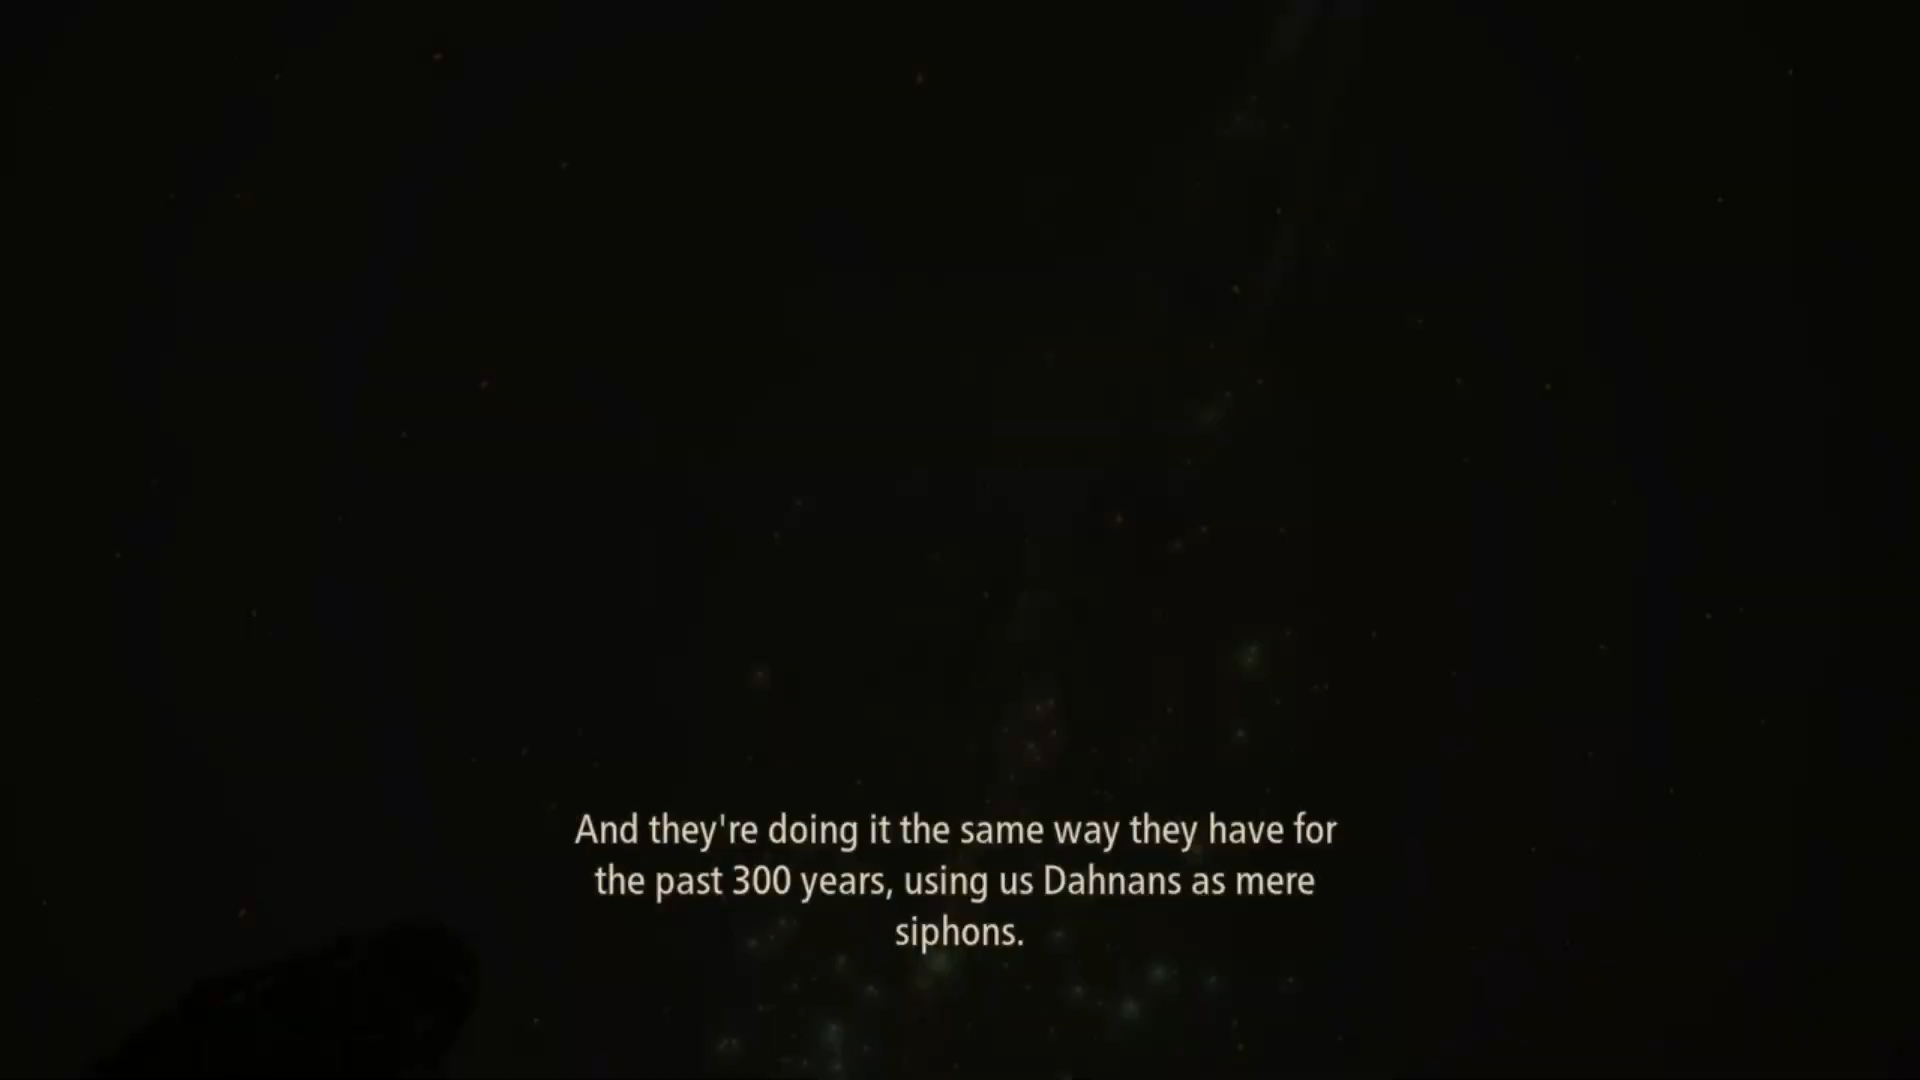 And they're doing it the same way they have for
the past 300 years, using us Dahnans as mere
siphons.